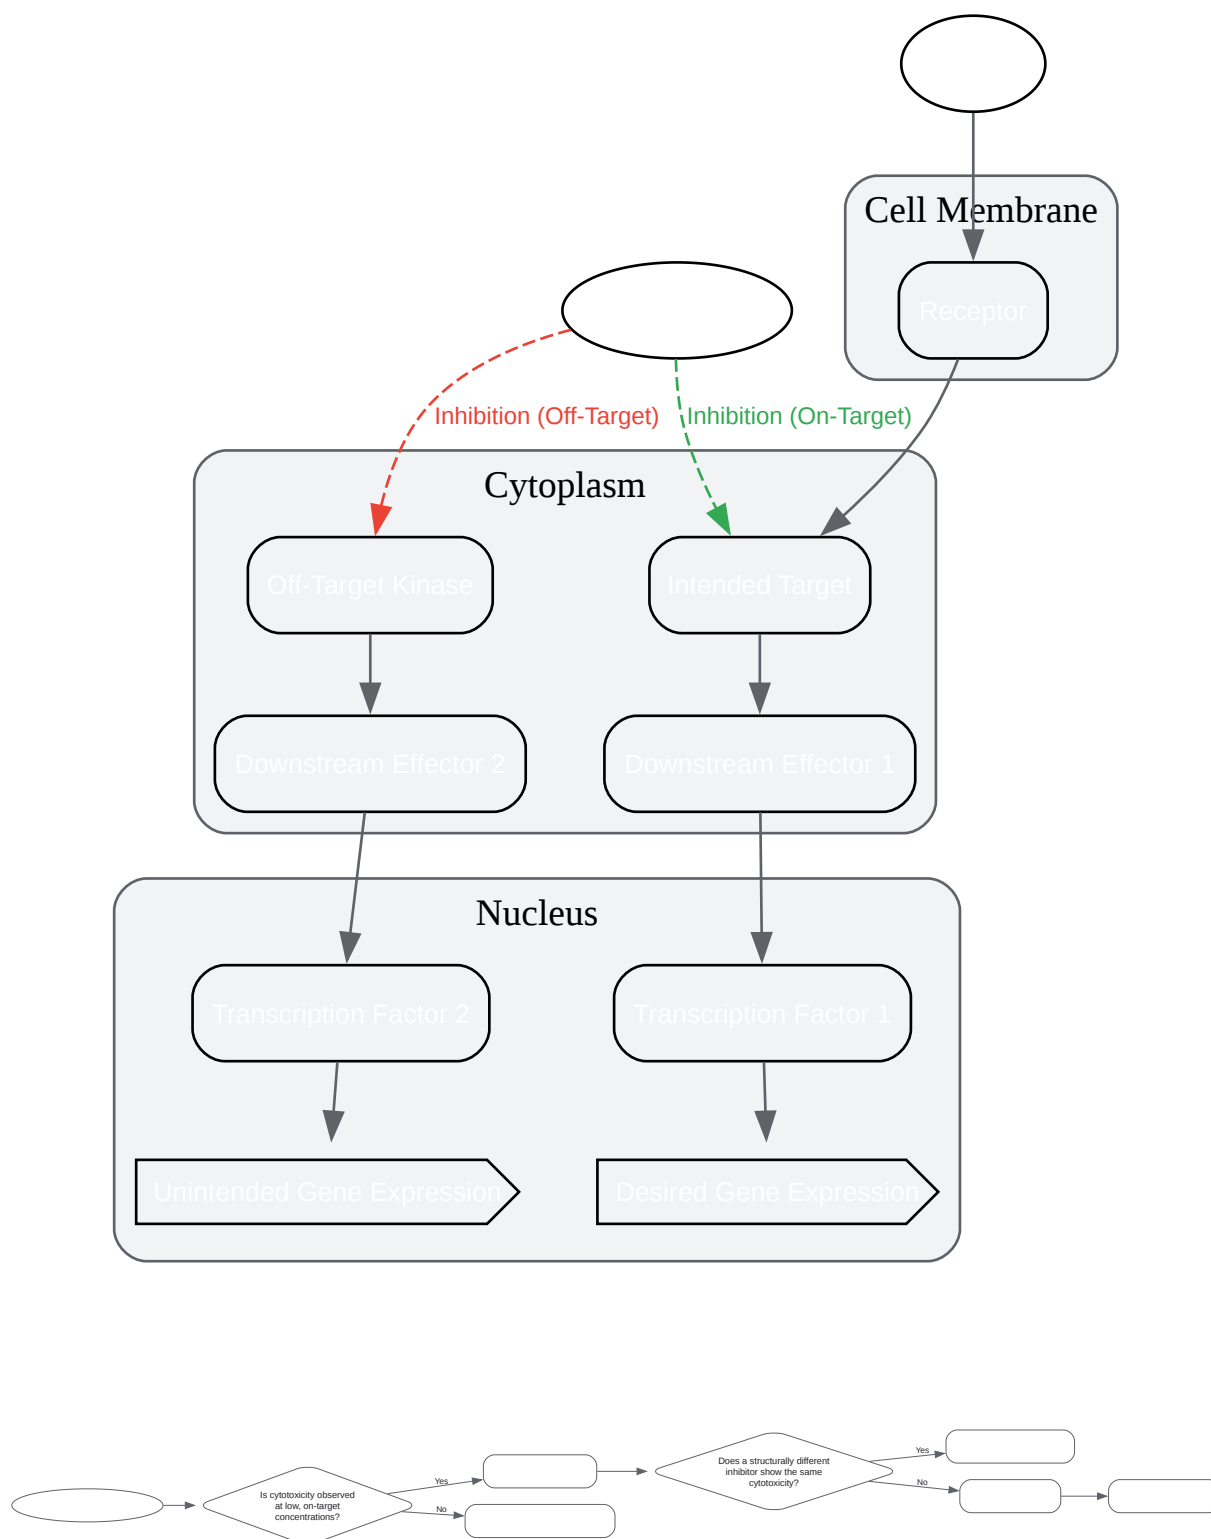 Cell Membrane
Receptor
Inhibition (Off-Target)
Inhibition (On-Target)
Cytoplasm
Off-Target Kinase
Intended Target
Downstream Effector 2
Downstream Effector 1
Nucleus
Transcription Factor 2
Transcription Factor 1
Unintended Gene Expression
Desired Gene Expression
Is cytotoxicity observed
at low, on-target
concentrations?
Yes
No
Does a structurally different
inhibitor show the same
cytotoxicity?
Yes
No